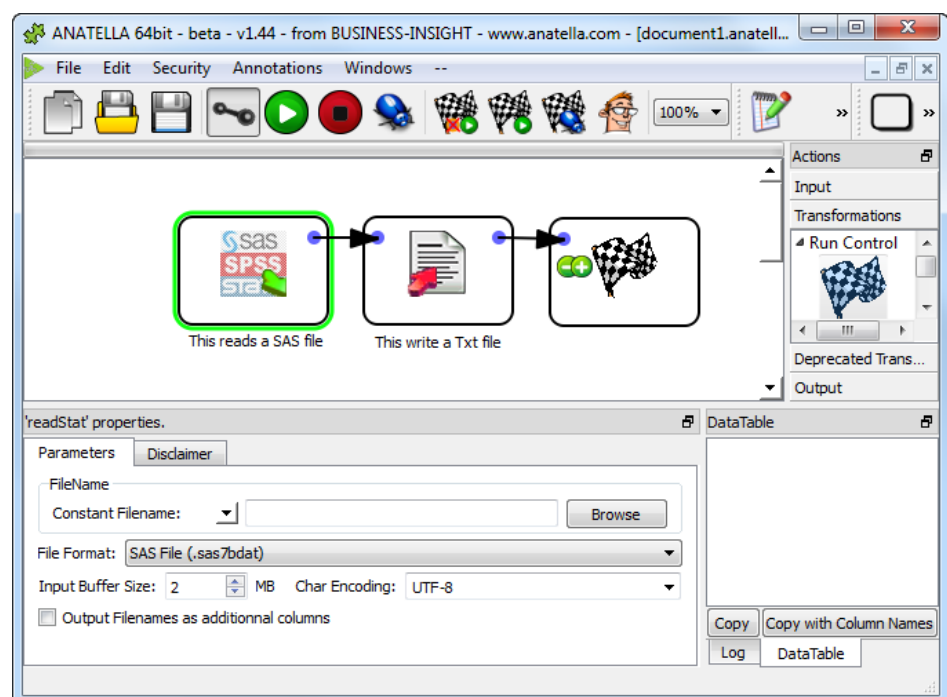 ANATELLA 64bit - beta - v1.44 - from BUSINESS-INSIGHT - www.anatella.com - [document1.anatell...
File Edit Security Annotations Windows --
100%
»
»
Actions
Input
Transformations
Run Control
Deprecated Trans...
Output
sas
SPSS
This reads a SAS file
This write a Txt file
'readStat' properties.
Parameters Disclaimer
FileName
Constant Filename:
Browse
File Format: SAS File (.sas7bdat)
Input Buffer Size: 2 MB Char Encoding: UTF-8
Output Filenames as additionnal columns
DataTable
Copy Copy with Column Names
Log DataTable